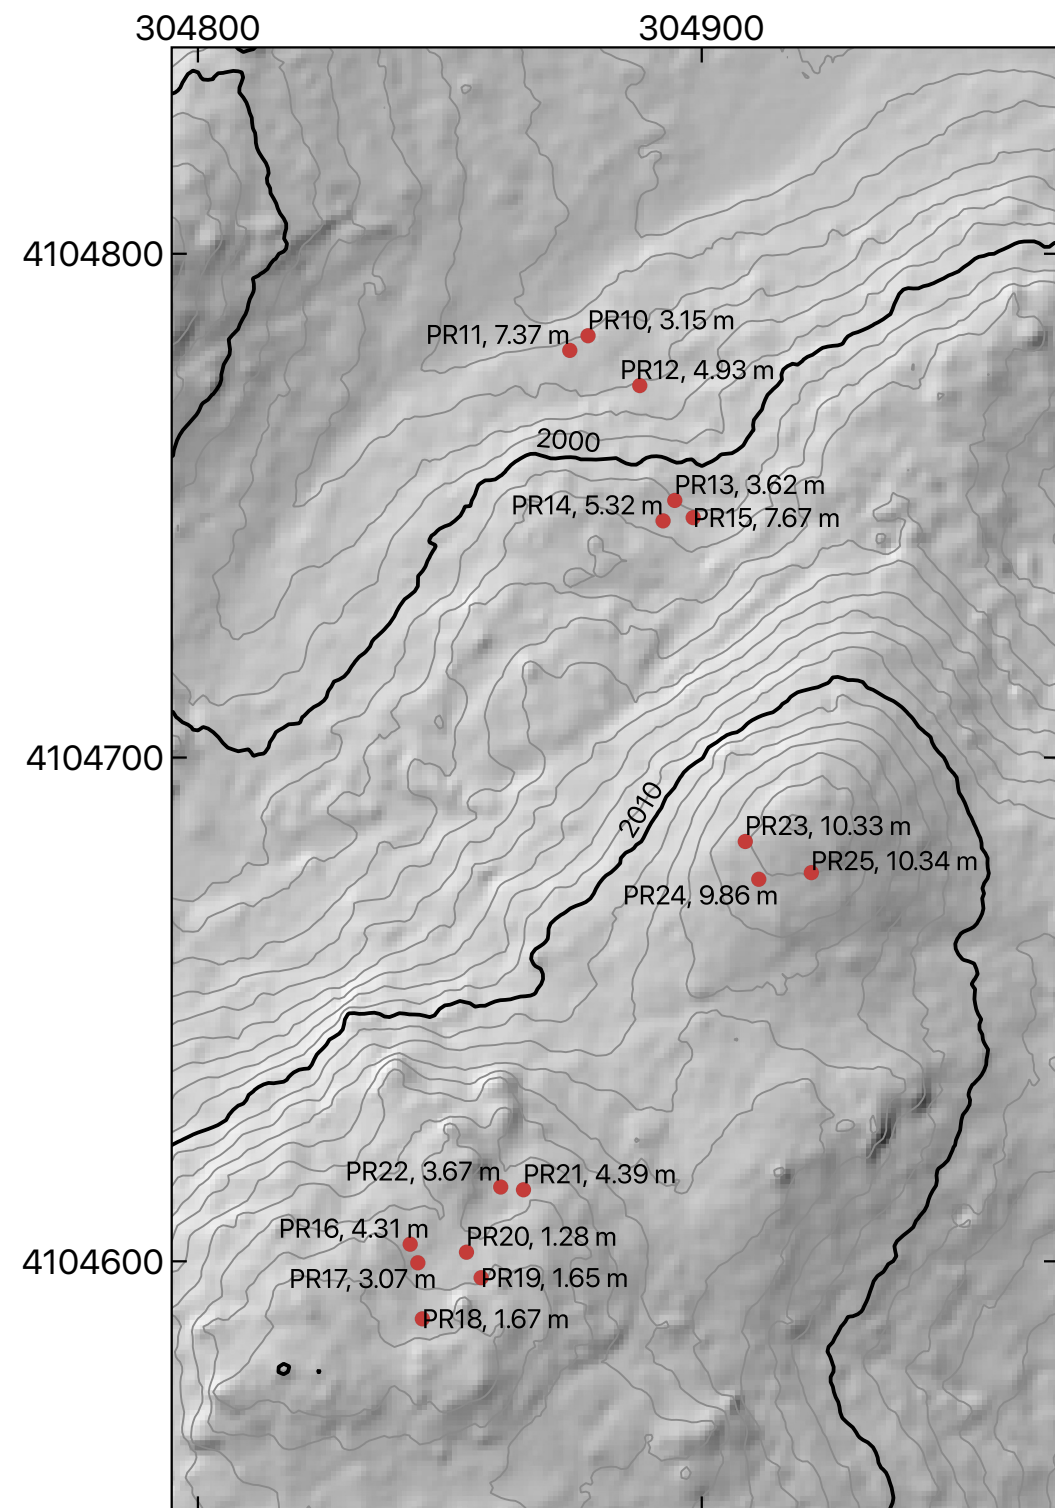 304800
304900
4104800
PR10, 3.15 m
PR11, 7.37 m
PR12, 4.93 m
2000
PR13, 3.62 m
PR14, 5.32 m
PR15, 7.67 m
4104700
2010
PR23, 10.33 m
PR25, 10.34 m
PR24, 9.86 m
PR22, 3.67 m
PR21, 4.39 m
PR16, 4.31 m
PR20, 1.28 m
4104600
PR17, 3.07 m
PR19, 1.65 m
PR18, 1.67 m